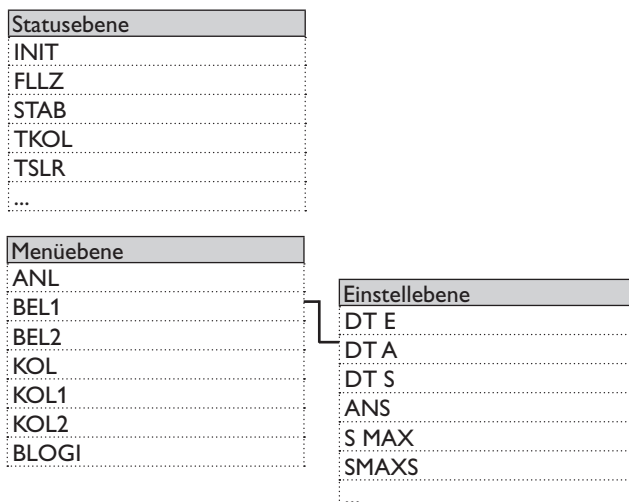 Statusebene
INIT
FLLZ
STAB
TKOL
TSLR
...
Menüebene
ANL
BEL1
BEL2
KOL
KOL1
KOL2
BLOGI
Einstellebene
DT E
DT A
DT S
ANS
S MAX
SMAXS
...